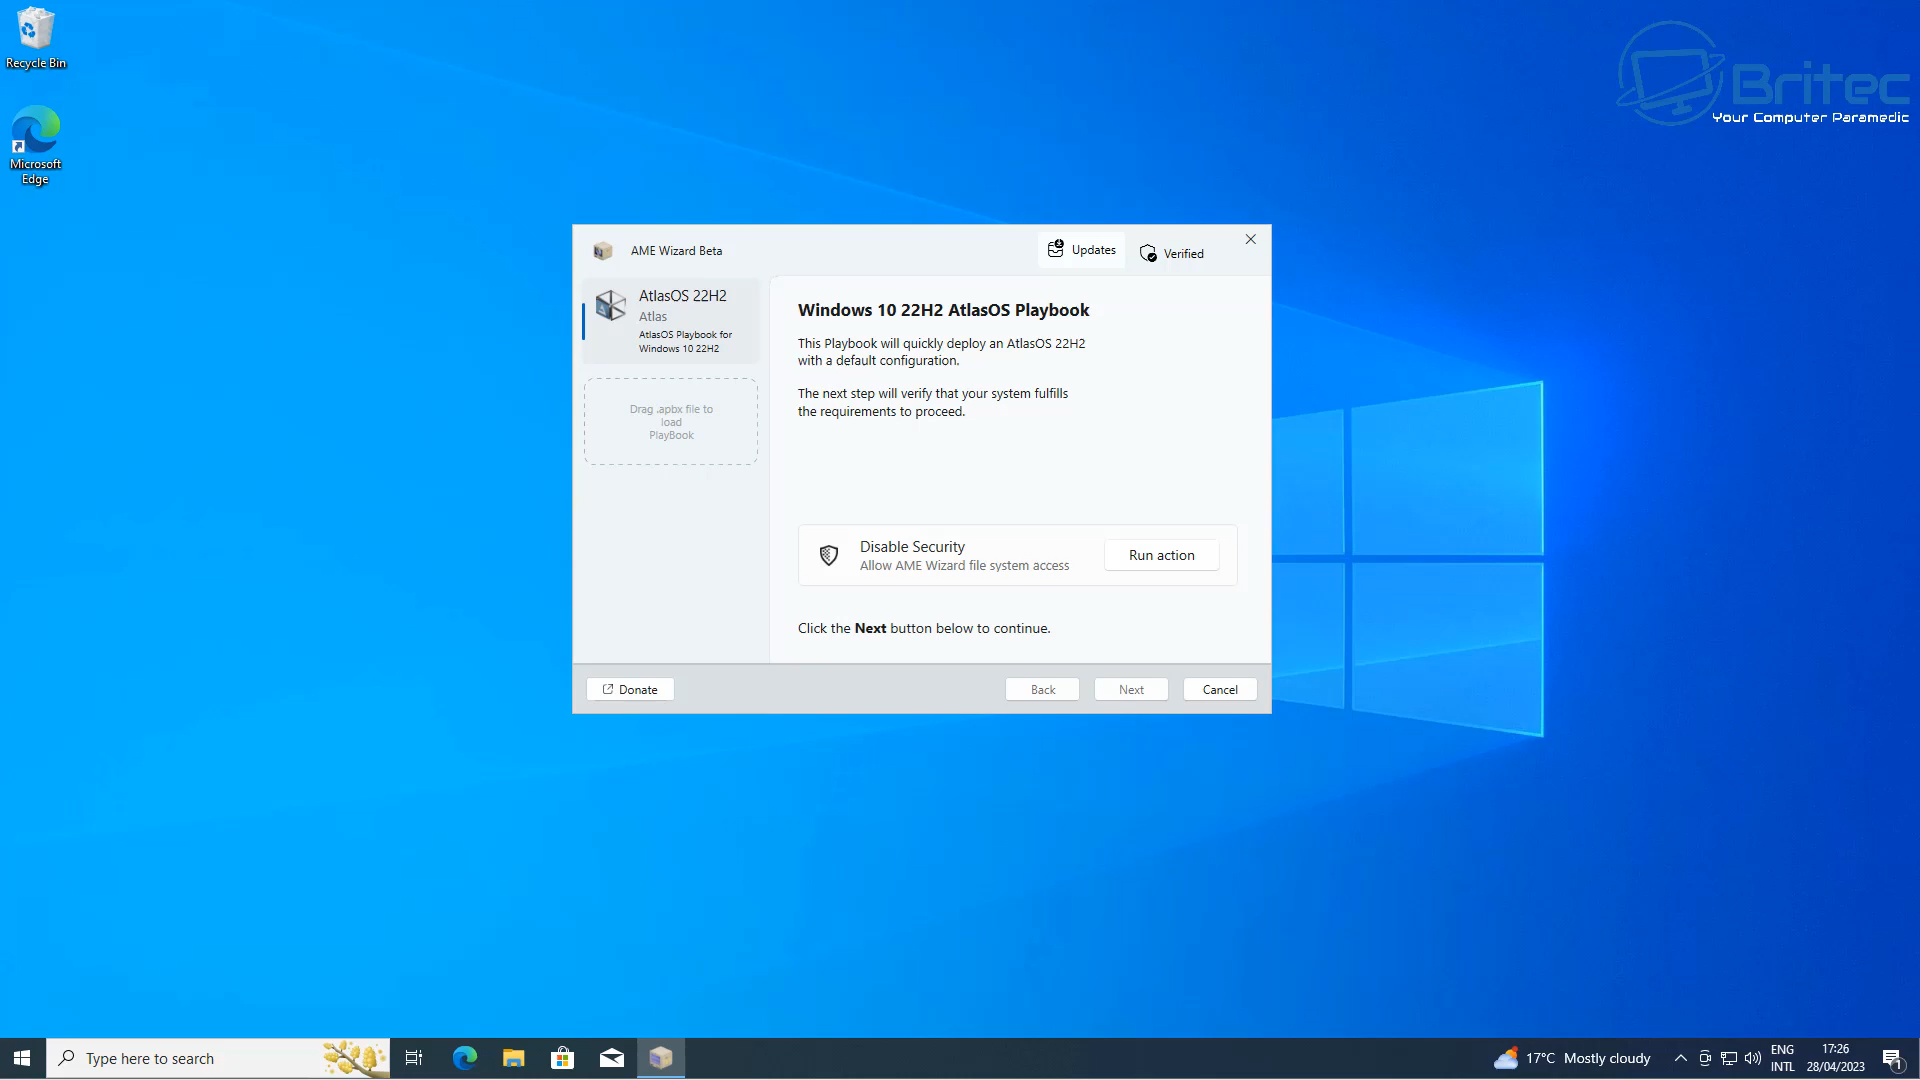 Recycle Bin
Microsoft
Edge
Britec
Your Computer Paramedic
AME Wizard Beta
Updates
Verified
AtlasOS 22H2
Atlas
AtlasOS Playbook for
Windows 10 22H2
Drag .apbx file to
load
PlayBook
Windows 10 22H2 AtlasOS Playbook
This Playbook will quickly deploy an AtlasOS 22H2
with a default configuration.
The next step will verify that your system fulfills
the requirements to proceed.
Disable Security
Allow AME Wizard file system access
Run action
Click the Next button below to continue.
Donate
Back
Next
Cancel
Type here to search
17°C Mostly cloudy
ENG
INTL
17:26
28/04/2023
1